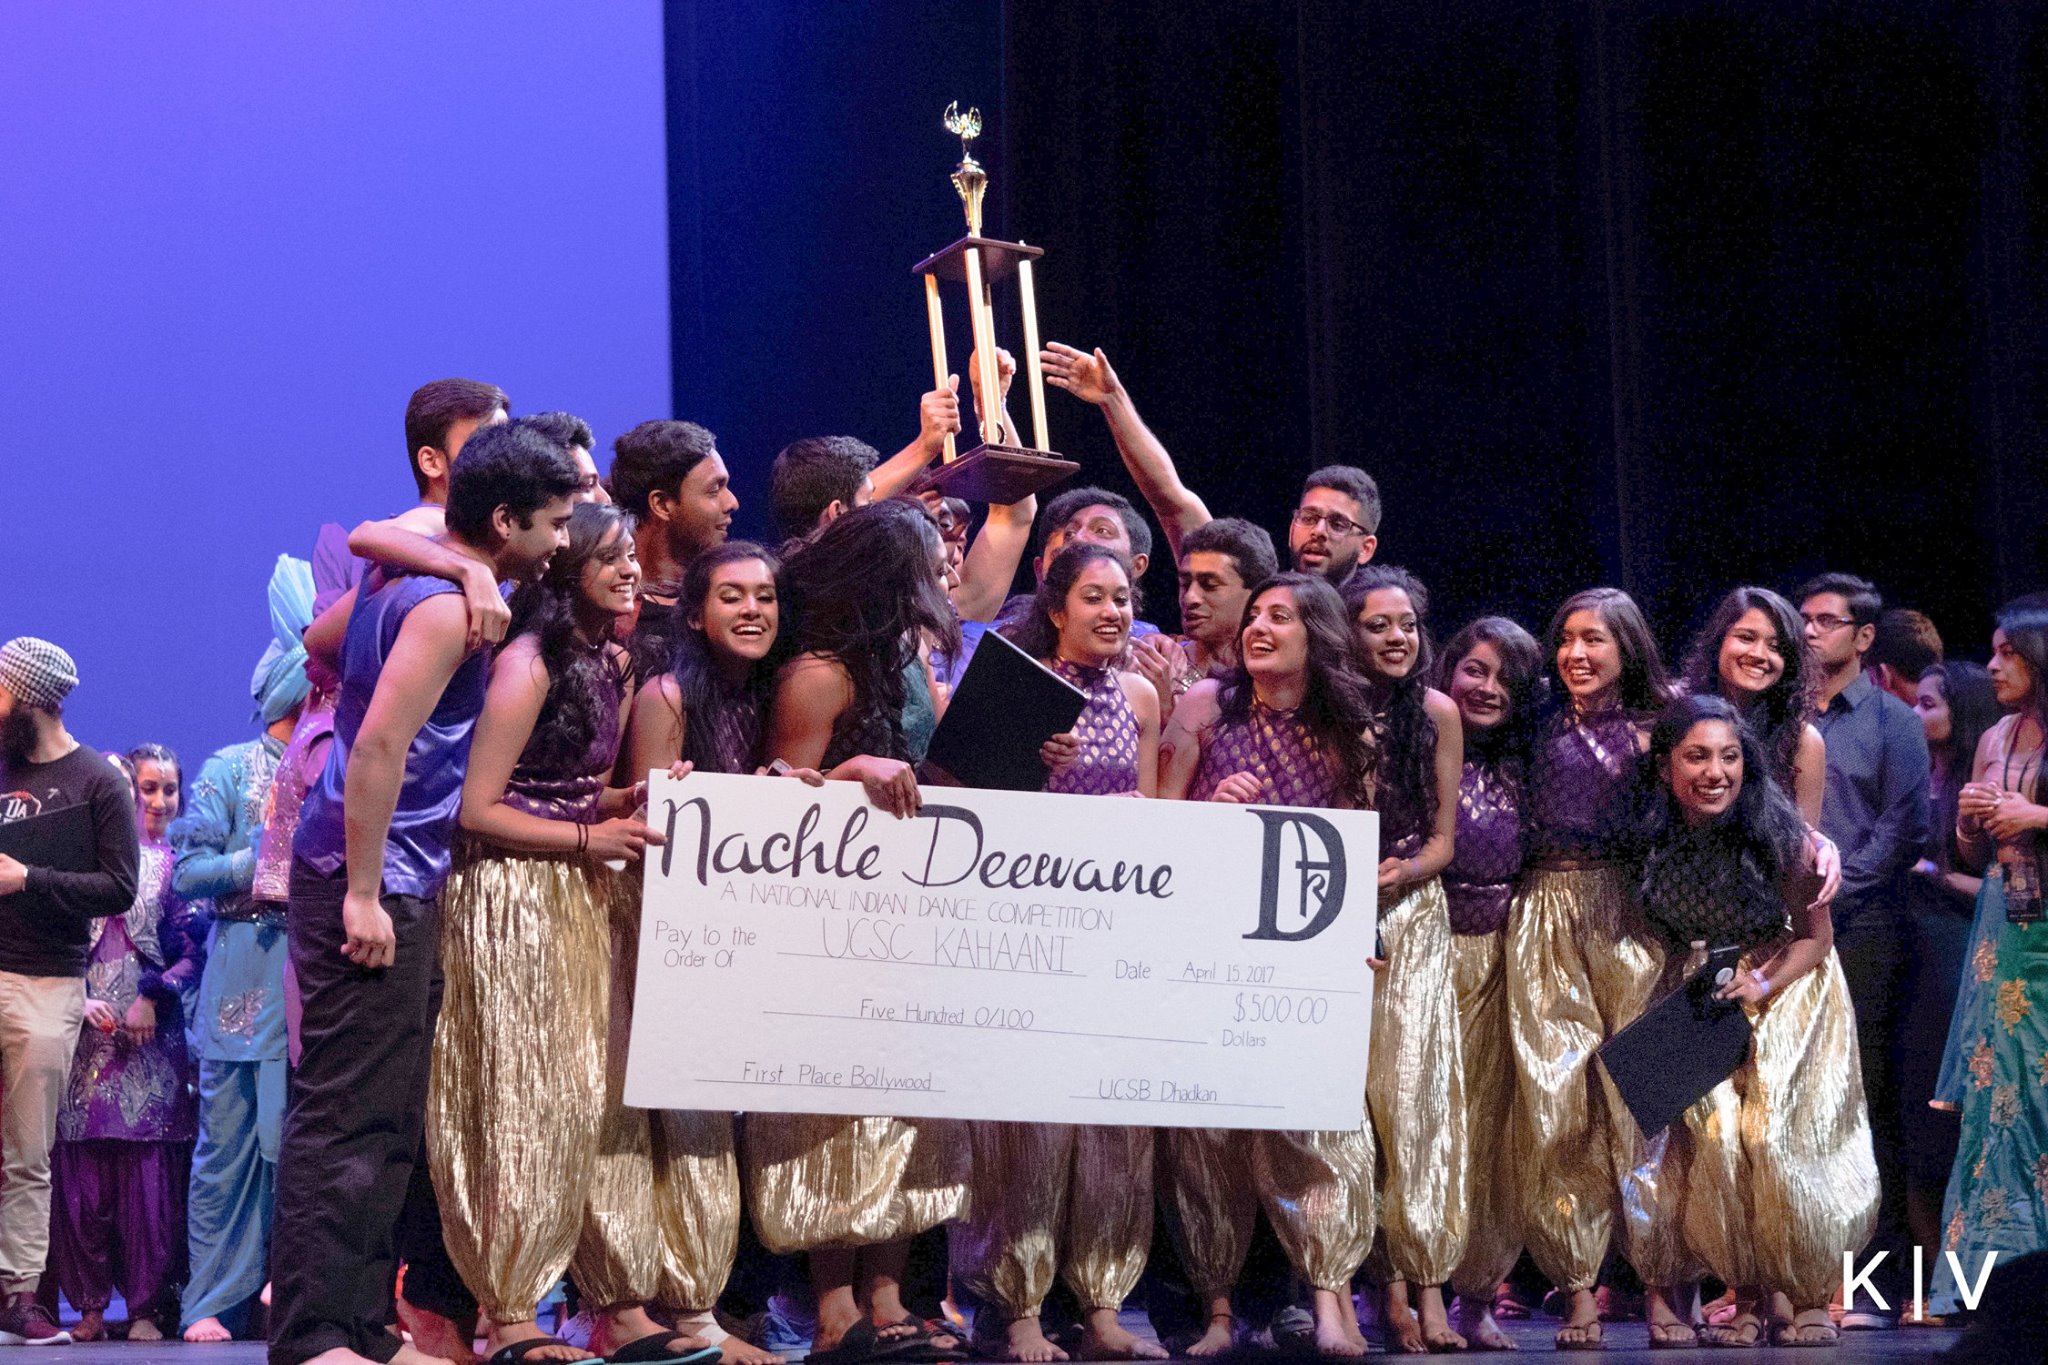 Nachle Deewane
A NATIONAL INDIAN DANCE COMPETITION
Pay to the Order Of UCSC KAHAANI
Date April 15. 2017
Five Hundred 0/100
$500.00
Dollars
First Place Bollywood
UCSB Dhadkan
K|V